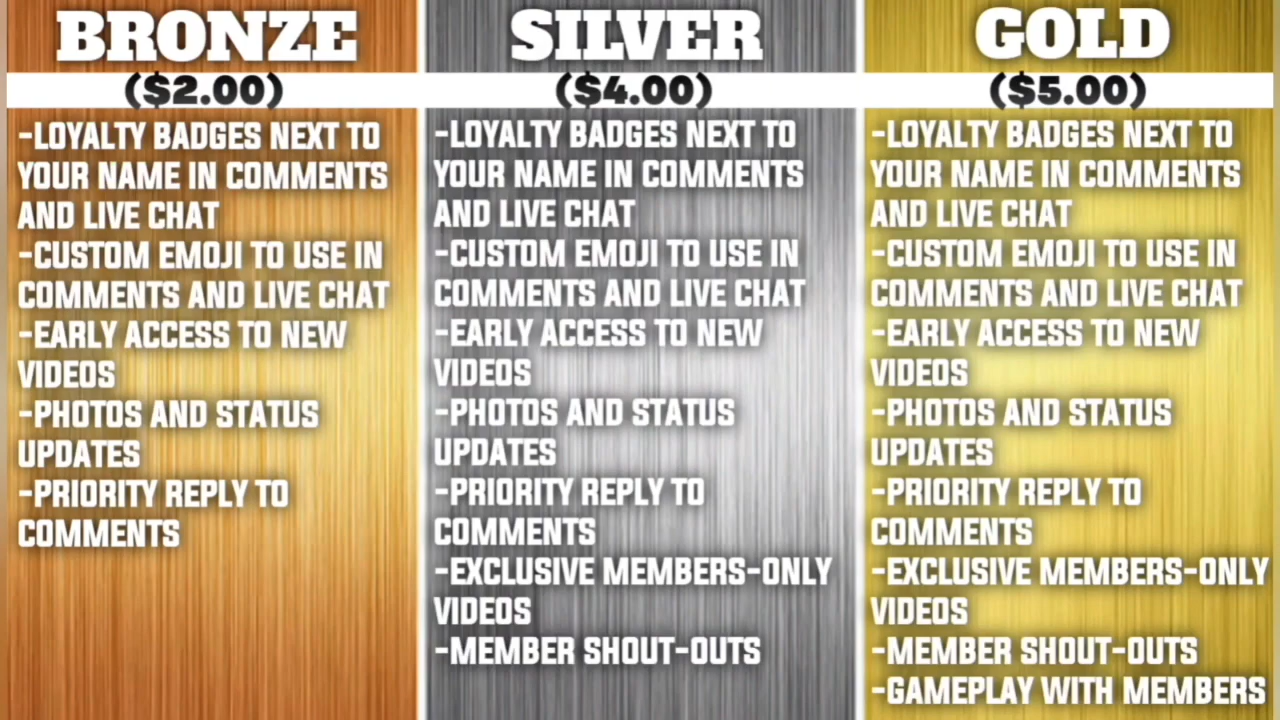 BRONZE
($2.00)
-LOYALTY BADGES NEXT TO
YOUR NAME IN COMMENTS
AND LIVE CHAT
-CUSTOM EMOJI TO USE IN
COMMENTS AND LIVE CHAT
-EARLY ACCESS TO NEW
VIDEOS
-PHOTOS AND STATUS
UPDATES
-PRIORITY REPLY TO
COMMENTS
SILVER
($4.00)
-LOYALTY BADGES NEXT TO
YOUR NAME IN COMMENTS
AND LIVE CHAT
-CUSTOM EMOJI TO USE IN
COMMENTS AND LIVE CHAT
-EARLY ACCESS TO NEW
VIDEOS
-PHOTOS AND STATUS
UPDATES
-PRIORITY REPLY TO
COMMENTS
-EXCLUSIVE MEMBERS-ONLY
VIDEOS
-MEMBER SHOUT-OUTS
GOLD
($5.00)
-LOYALTY BADGES NEXT TO
YOUR NAME IN COMMENTS
AND LIVE CHAT
-CUSTOM EMOJI TO USE IN
COMMENTS AND LIVE CHAT
-EARLY ACCESS TO NEW
VIDEOS
-PHOTOS AND STATUS
UPDATES
-PRIORITY REPLY TO
COMMENTS
-EXCLUSIVE MEMBERS-ONLY
VIDEOS
-MEMBER SHOUT-OUTS
-GAMEPLAY WITH MEMBERS